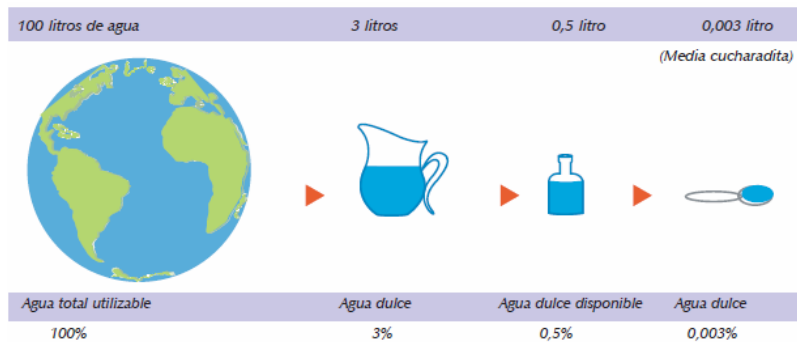 100 litros de agua 3 litros 0,5 litro 0,003 litro
(Media cucharadita)
Agua total utilizable Agua dulce Agua dulce disponible Agua dulce
100% 3% 0,5% 0,003%